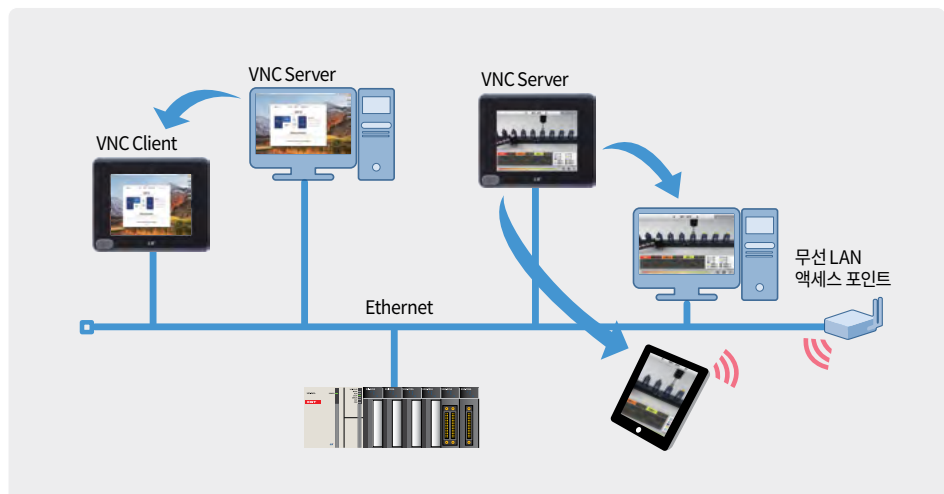 VNC Server
VNC Server
VNC Client
무선 LAN
액세스 포인트
Ethernet